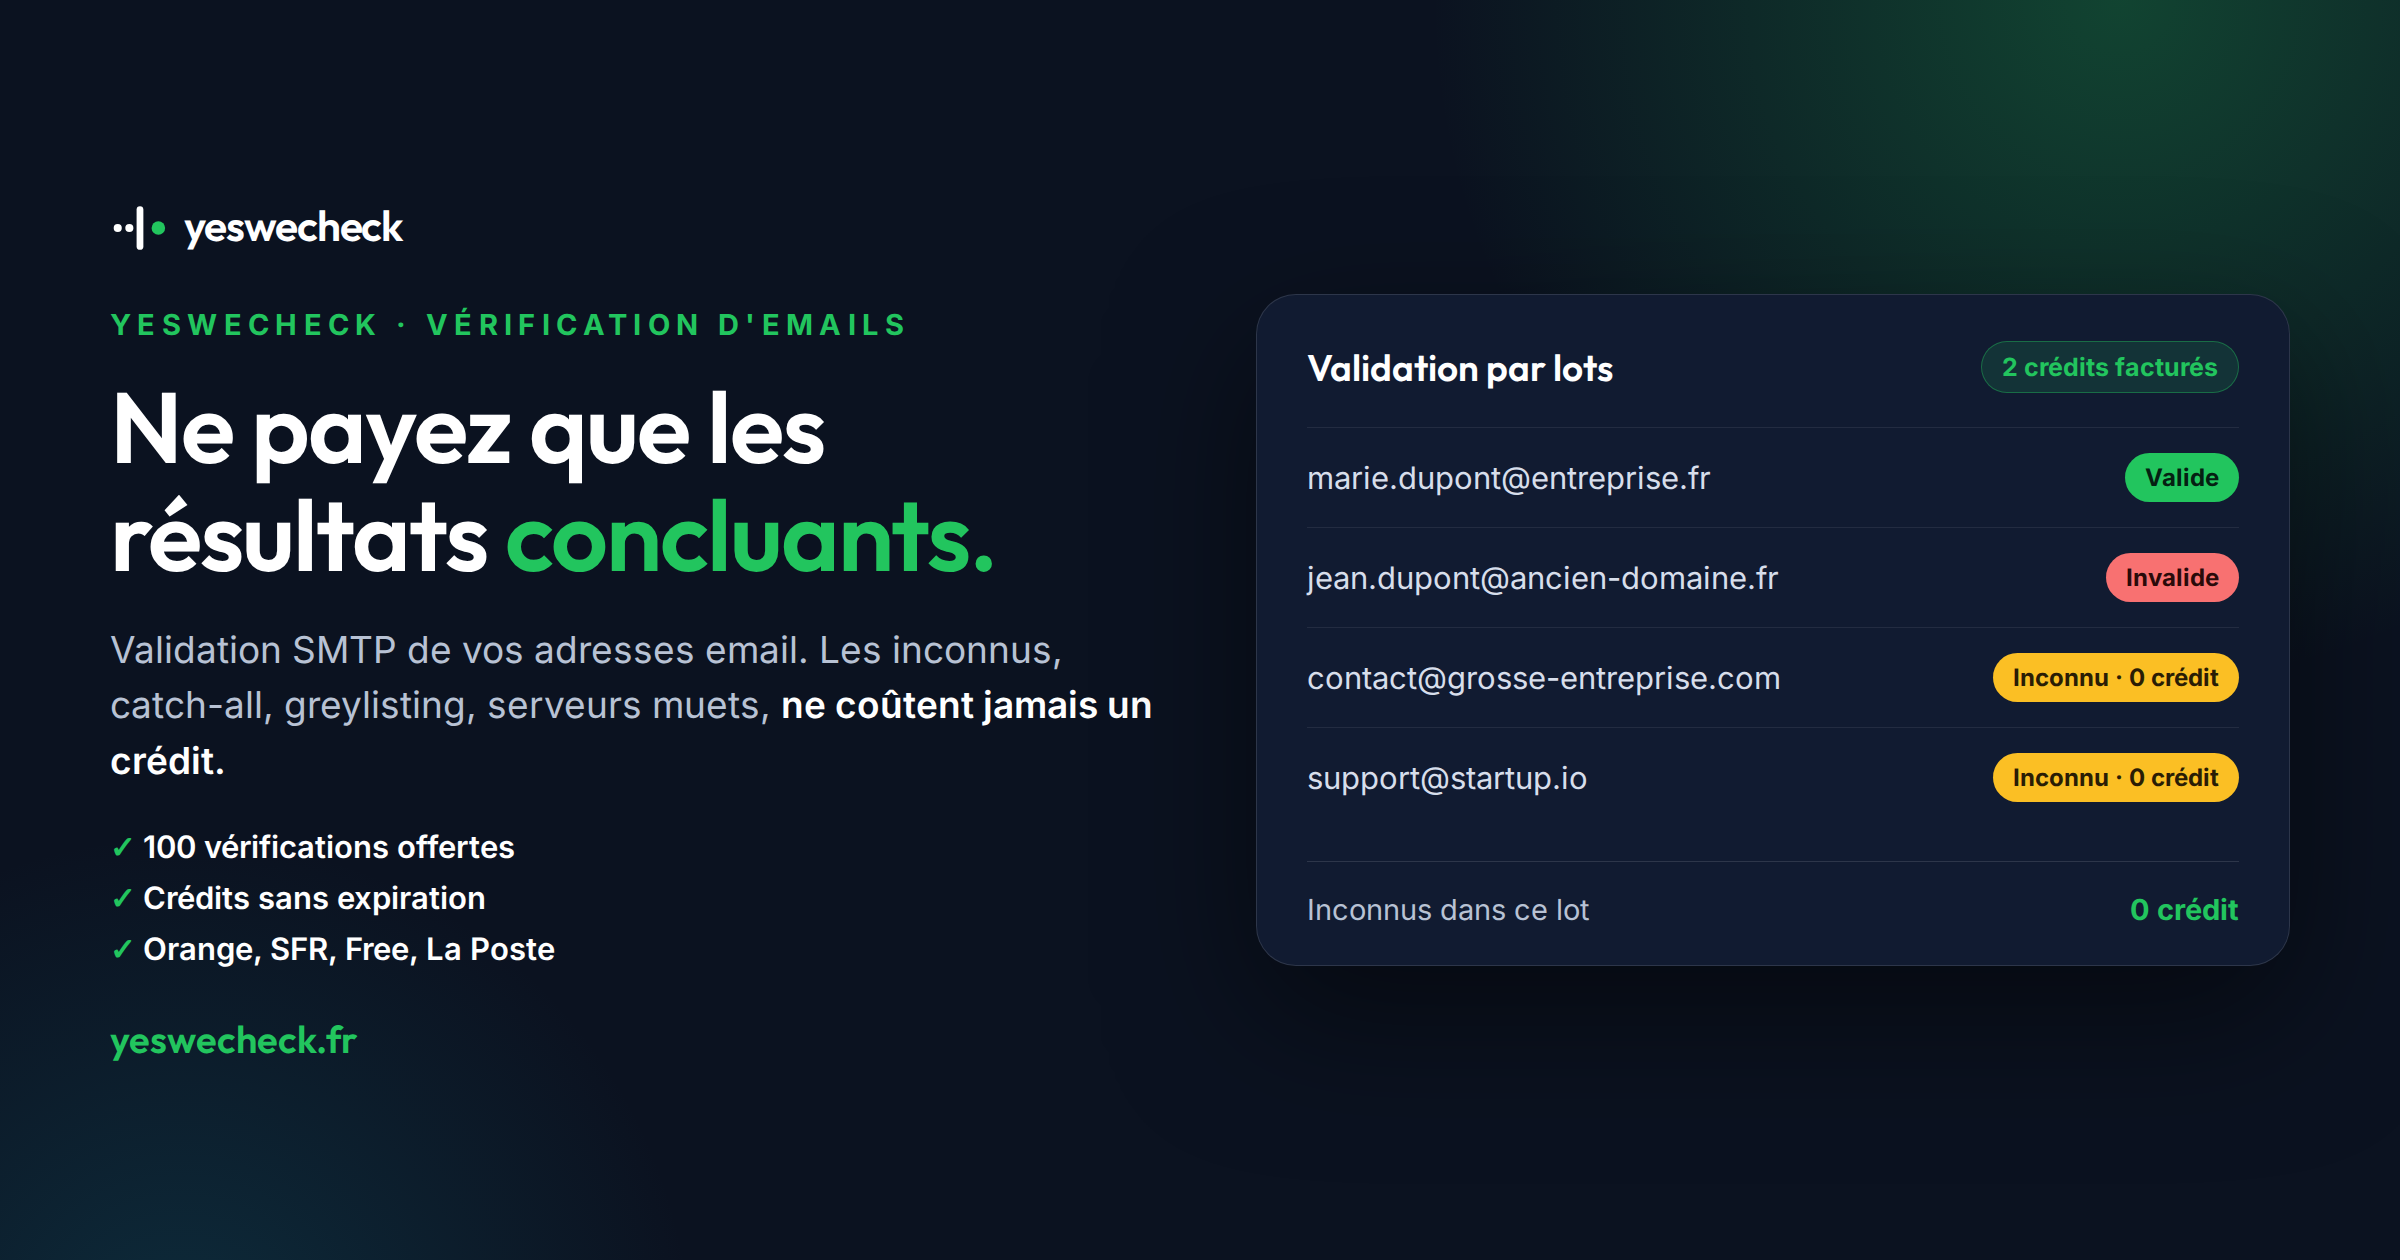 yeswecheck
YESWECHECK · VÉRIFICATION D'EMAILS
Ne payez que les
résultats concluants.
Validation SMTP de vos adresses email. Les inconnus,
catch-all, greylisting, serveurs muets, ne coûtent jamais un
crédit.
✓ 100 vérifications offertes
✓ Crédits sans expiration
✓ Orange, SFR, Free, La Poste
yeswecheck.fr
Validation par lots
2 crédits facturés
marie.dupont@entreprise.fr
Valide
jean.dupont@ancien-domaine.fr
Invalide
contact@grosse-entreprise.com
Inconnu · 0 crédit
support@startup.io
Inconnu · 0 crédit
Inconnus dans ce lot
0 crédit